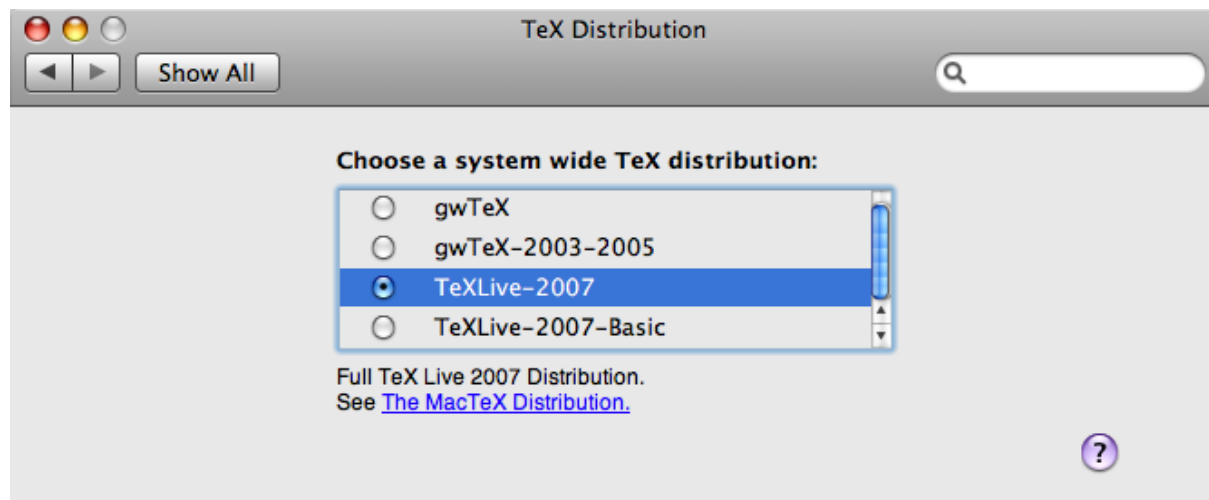 TeX Distribution
Show All
Choose a system wide TeX distribution:
gwTeX
gwTeX-2003-2005
TeXLive-2007
TeXLive-2007-Basic
Full TeX Live 2007 Distribution.
See The MacTeX Distribution.
?